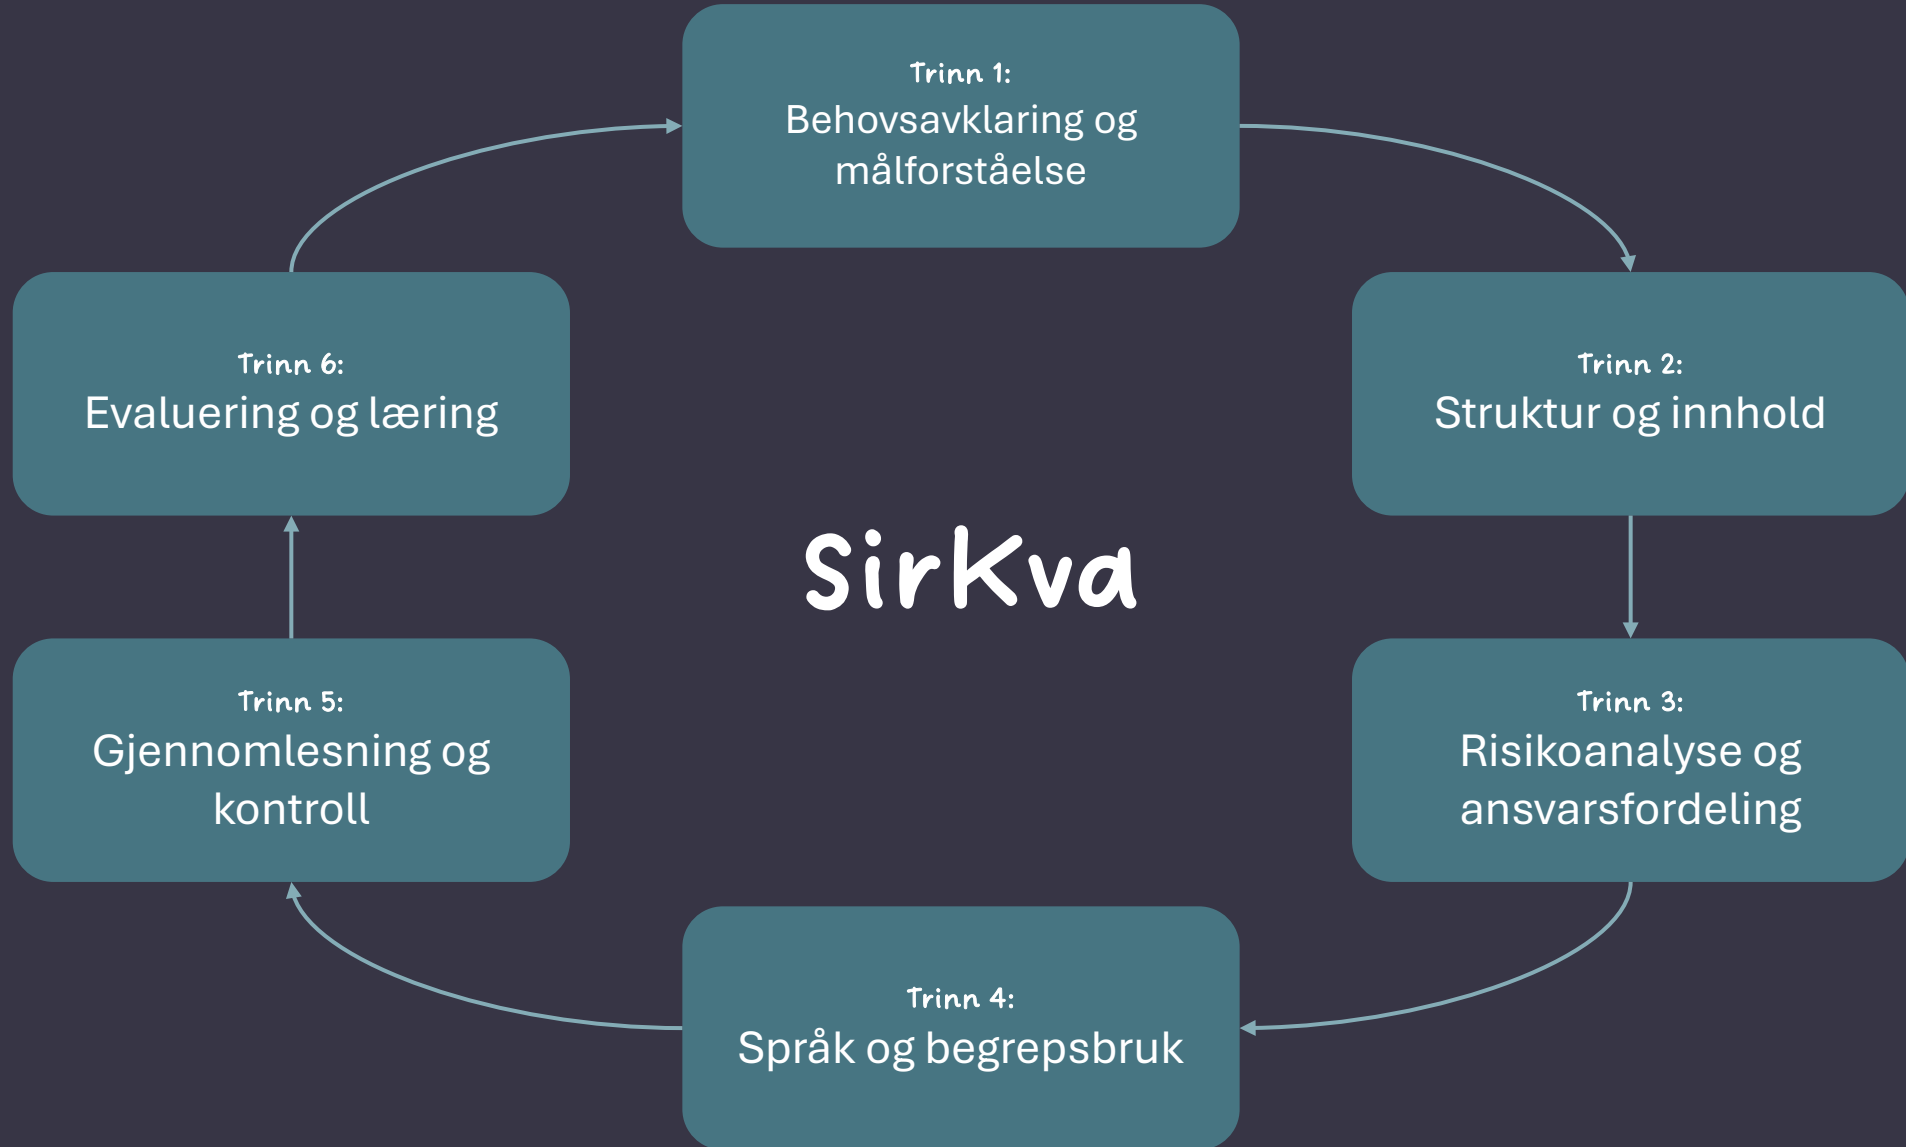 Trinn 1:
Behovsavklaring og
målforståelse
Trinn 2:
Struktur og innhold
Trinn 3:
Risikoanalyse og
ansvarsfordeling
Trinn 4:
Språk og begrepsbruk
Trinn 5:
Gjennomlesning og
kontroll
Trinn 6:
Evaluering og læring
SirKva